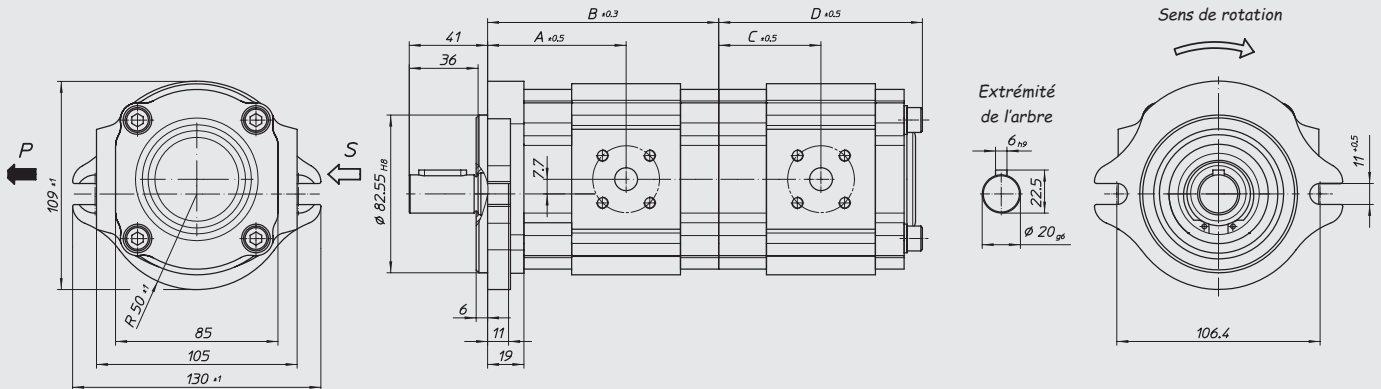 P
S
109 ±1
R 50 ±1
85
105
130 ±1
41
36
B ±0.3
D ±0.5
A ±0.5
C ±0.5
ø 82.55 H8
7.7
6
11
19
Extrémité
de l'arbre
6 h9
22.5
ø 20 g6
Sens de rotation
11 +0.5
106.4